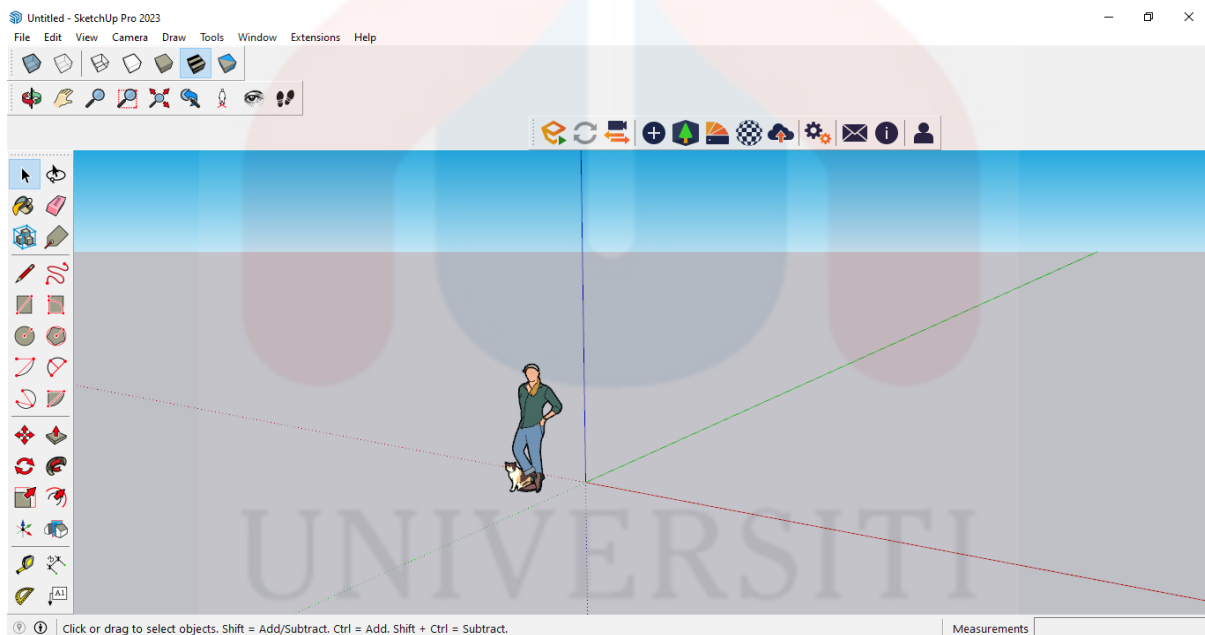 Untitled - SketchUp Pro 2023
File Edit View Camera Draw Tools Window Extensions Help
A1
UNIVERSITI
Click or drag to select objects. Shift = Add/Subtract. Ctrl = Add. Shift + Ctrl = Subtract.
Measurements